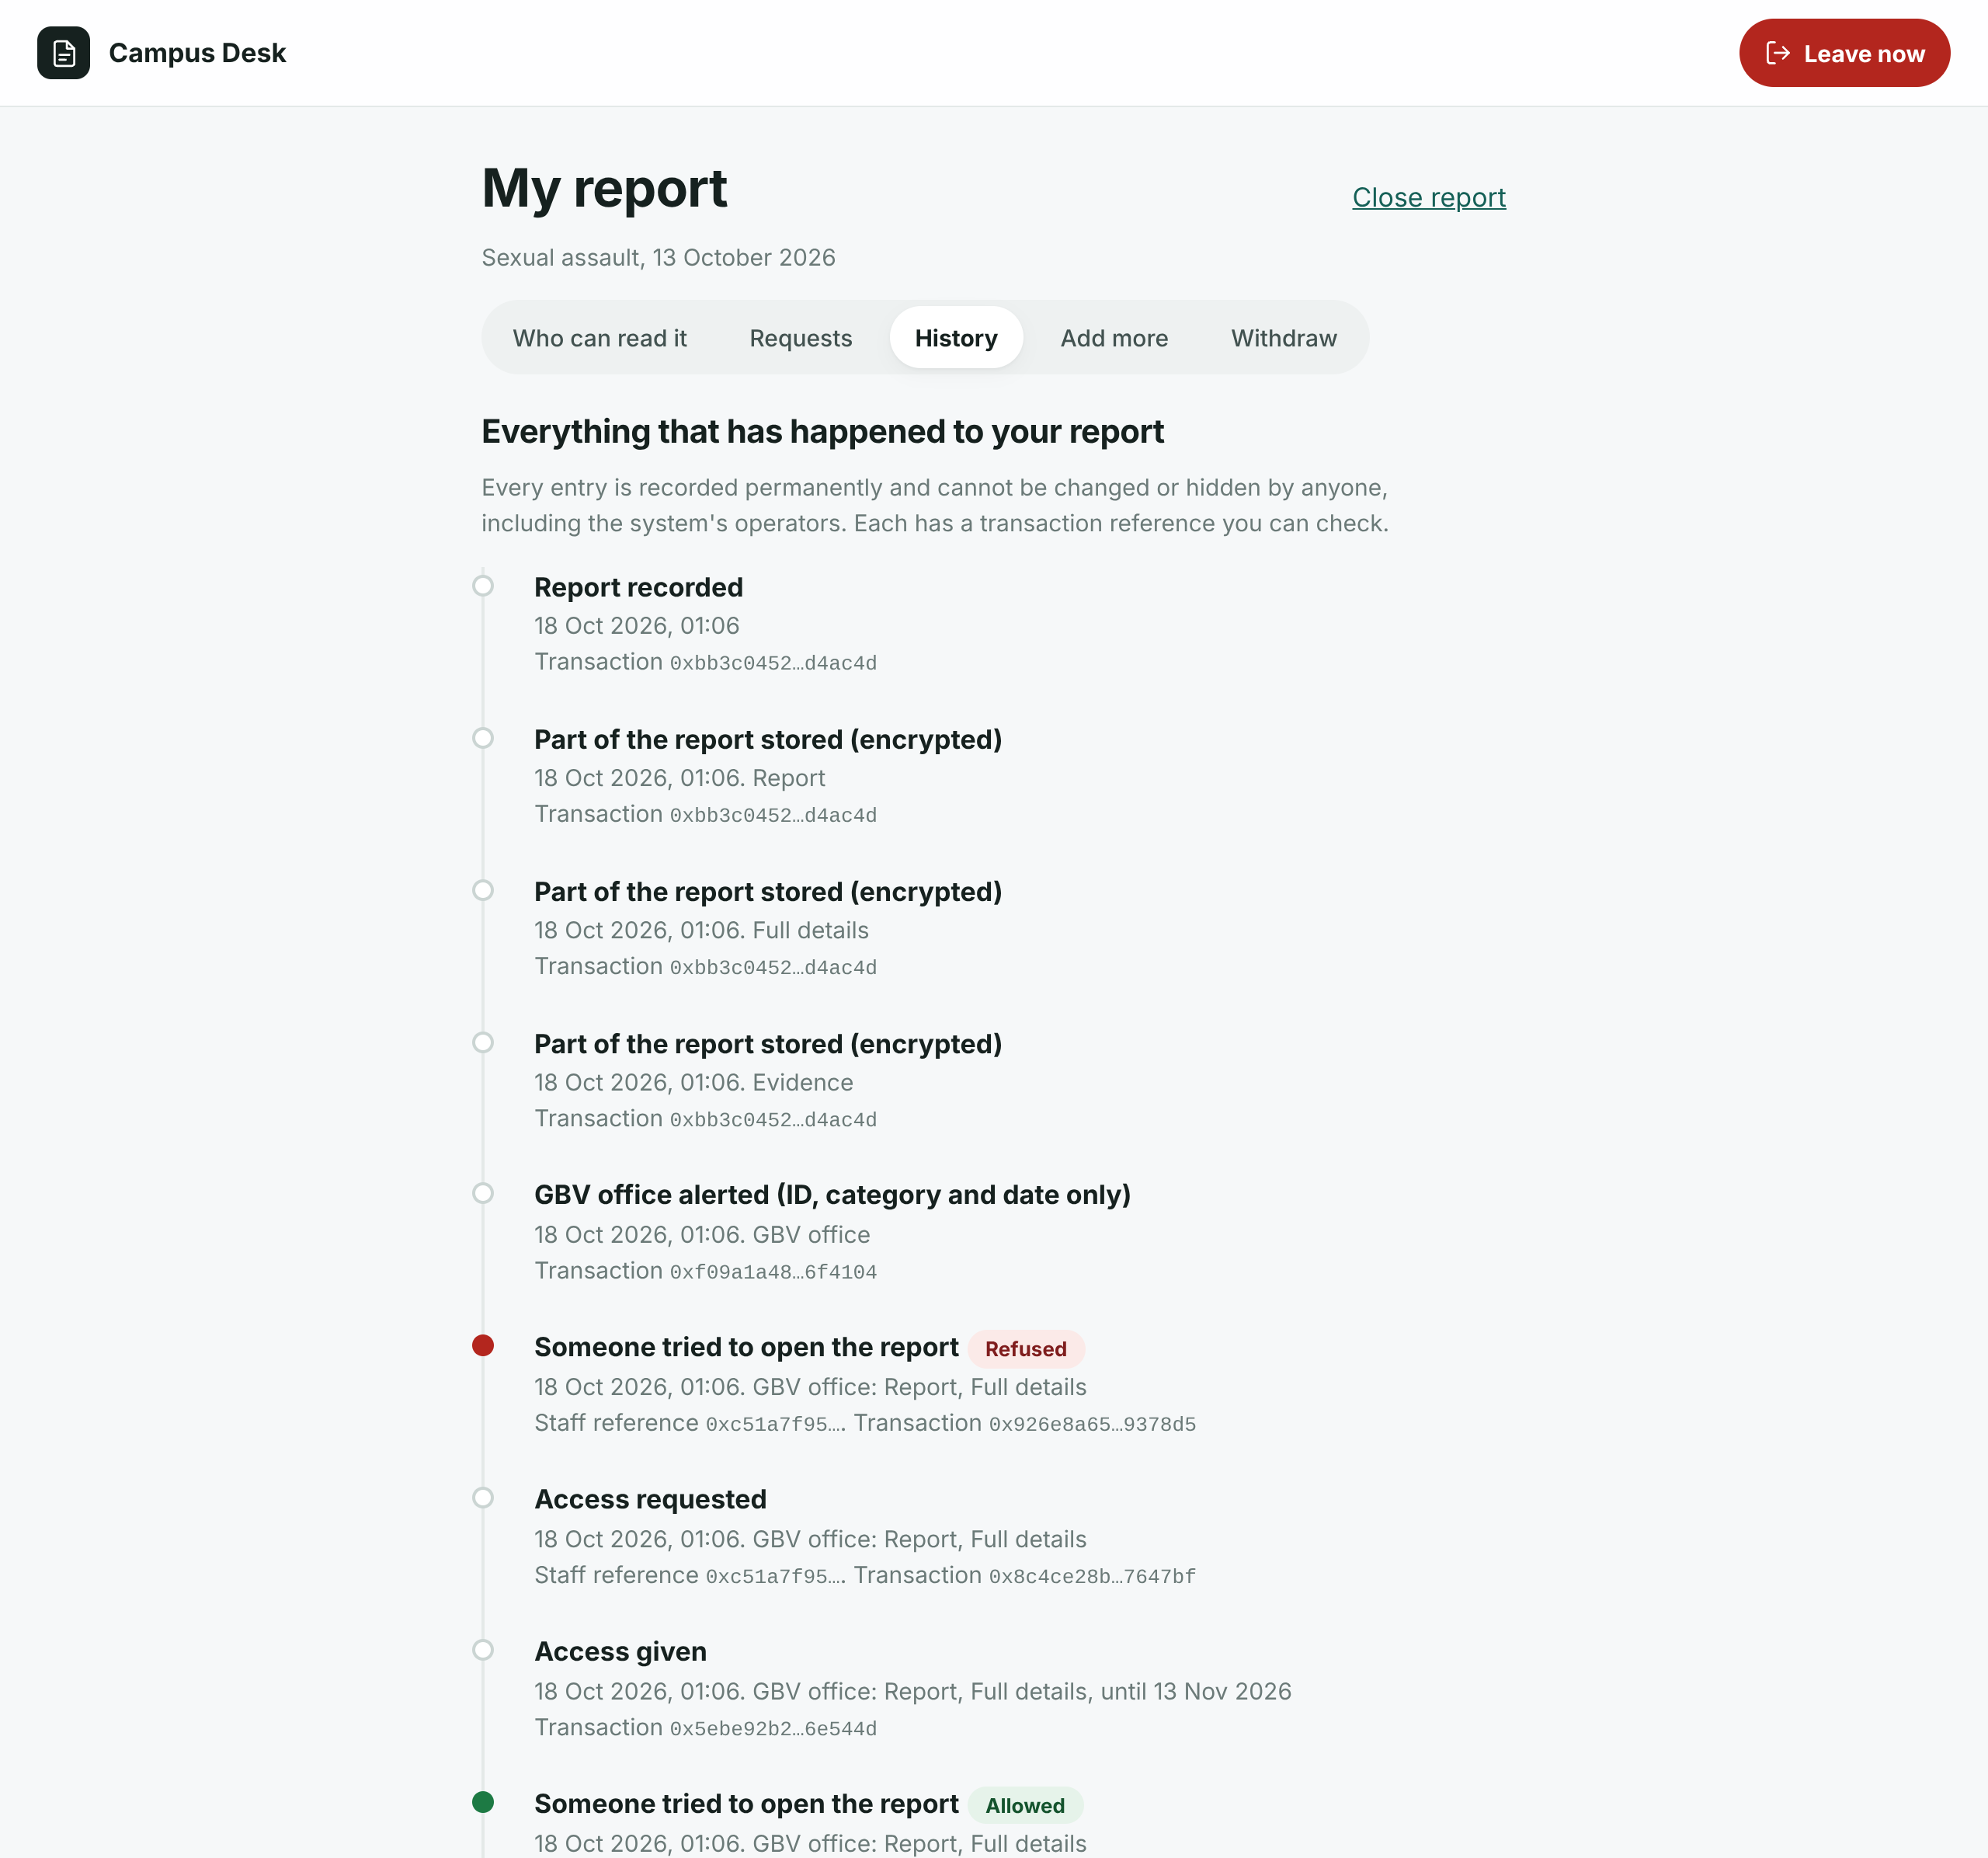 Campus Desk
Leave now
My report
Close report
Sexual assault, 13 October 2026
Who can read it
Requests
History
Add more
Withdraw
Everything that has happened to your report
Every entry is recorded permanently and cannot be changed or hidden by anyone,
including the system's operators. Each has a transaction reference you can check.
Report recorded
18 Oct 2026, 01:06
Transaction 0xbb3c0452…d4ac4d
Part of the report stored (encrypted)
18 Oct 2026, 01:06. Report
Transaction 0xbb3c0452…d4ac4d
Part of the report stored (encrypted)
18 Oct 2026, 01:06. Full details
Transaction 0xbb3c0452…d4ac4d
Part of the report stored (encrypted)
18 Oct 2026, 01:06. Evidence
Transaction 0xbb3c0452…d4ac4d
GBV office alerted (ID, category and date only)
18 Oct 2026, 01:06. GBV office
Transaction 0xf09a1a48…6f4104
Someone tried to open the report Refused
18 Oct 2026, 01:06. GBV office: Report, Full details
Staff reference 0xc51a7f95…. Transaction 0x926e8a65…9378d5
Access requested
18 Oct 2026, 01:06. GBV office: Report, Full details
Staff reference 0xc51a7f95…. Transaction 0x8c4ce28b…7647bf
Access given
18 Oct 2026, 01:06. GBV office: Report, Full details, until 13 Nov 2026
Transaction 0x5ebe92b2…6e544d
Someone tried to open the report Allowed
18 Oct 2026, 01:06. GBV office: Report, Full details